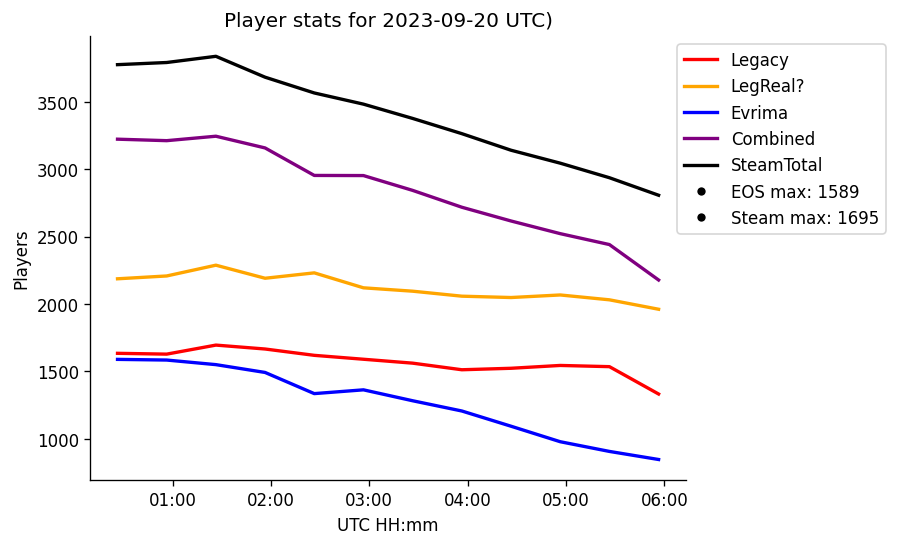 Player stats for 2023-09-20 UTC)
Legacy
LegReal?
Evrima
Combined
SteamTotal
EOS max: 1589
Steam max: 1695
Players
3500
3000
2500
2000
1500
1000
01:00 02:00 03:00 04:00 05:00 06:00
UTC HH:mm